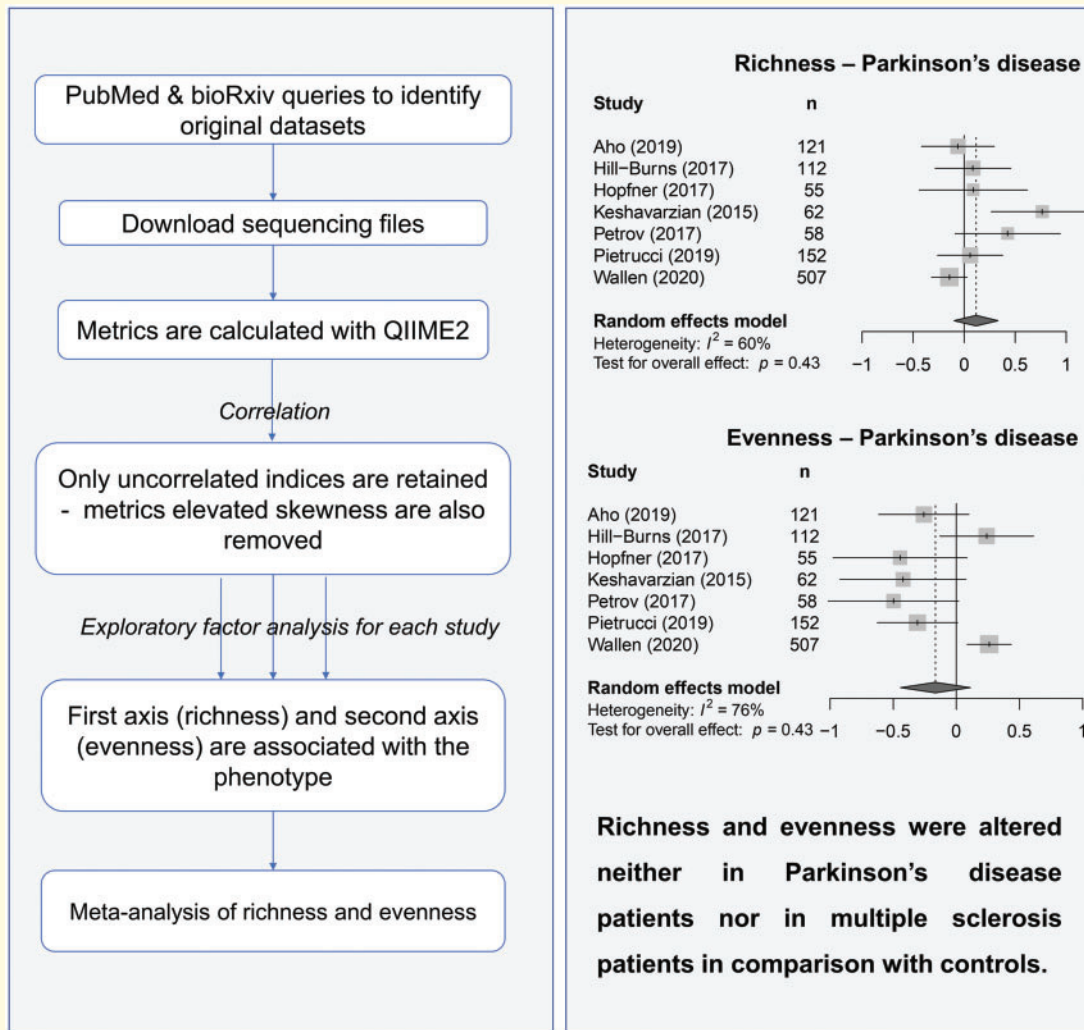 PubMed & bioRxiv queries to identify
original datasets
Download sequencing files
Metrics are calculated with QIIME2
Correlation
Only uncorrelated indices are retained
- metrics elevated skewness are also
removed
Exploratory factor analysis for each study
First axis (richness) and second axis
(evenness) are associated with the
phenotype
Meta-analysis of richness and evenness
Richness – Parkinson's disease
Study n
Aho (2019) 121
Hill−Burns (2017) 112
Hopfner (2017) 55
Keshavarzian (2015) 62
Petrov (2017) 58
Pietrucci (2019) 152
Wallen (2020) 507
Random effects model
Heterogeneity: I² = 60%
Test for overall effect: p = 0.43
−1 −0.5 0 0.5 1
Evenness – Parkinson's disease
Study n
Aho (2019) 121
Hill−Burns (2017) 112
Hopfner (2017) 55
Keshavarzian (2015) 62
Petrov (2017) 58
Pietrucci (2019) 152
Wallen (2020) 507
Random effects model
Heterogeneity: I² = 76%
Test for overall effect: p = 0.43
−1 −0.5 0 0.5 1
Richness and evenness were altered
neither in Parkinson's disease
patients nor in multiple sclerosis
patients in comparison with controls.